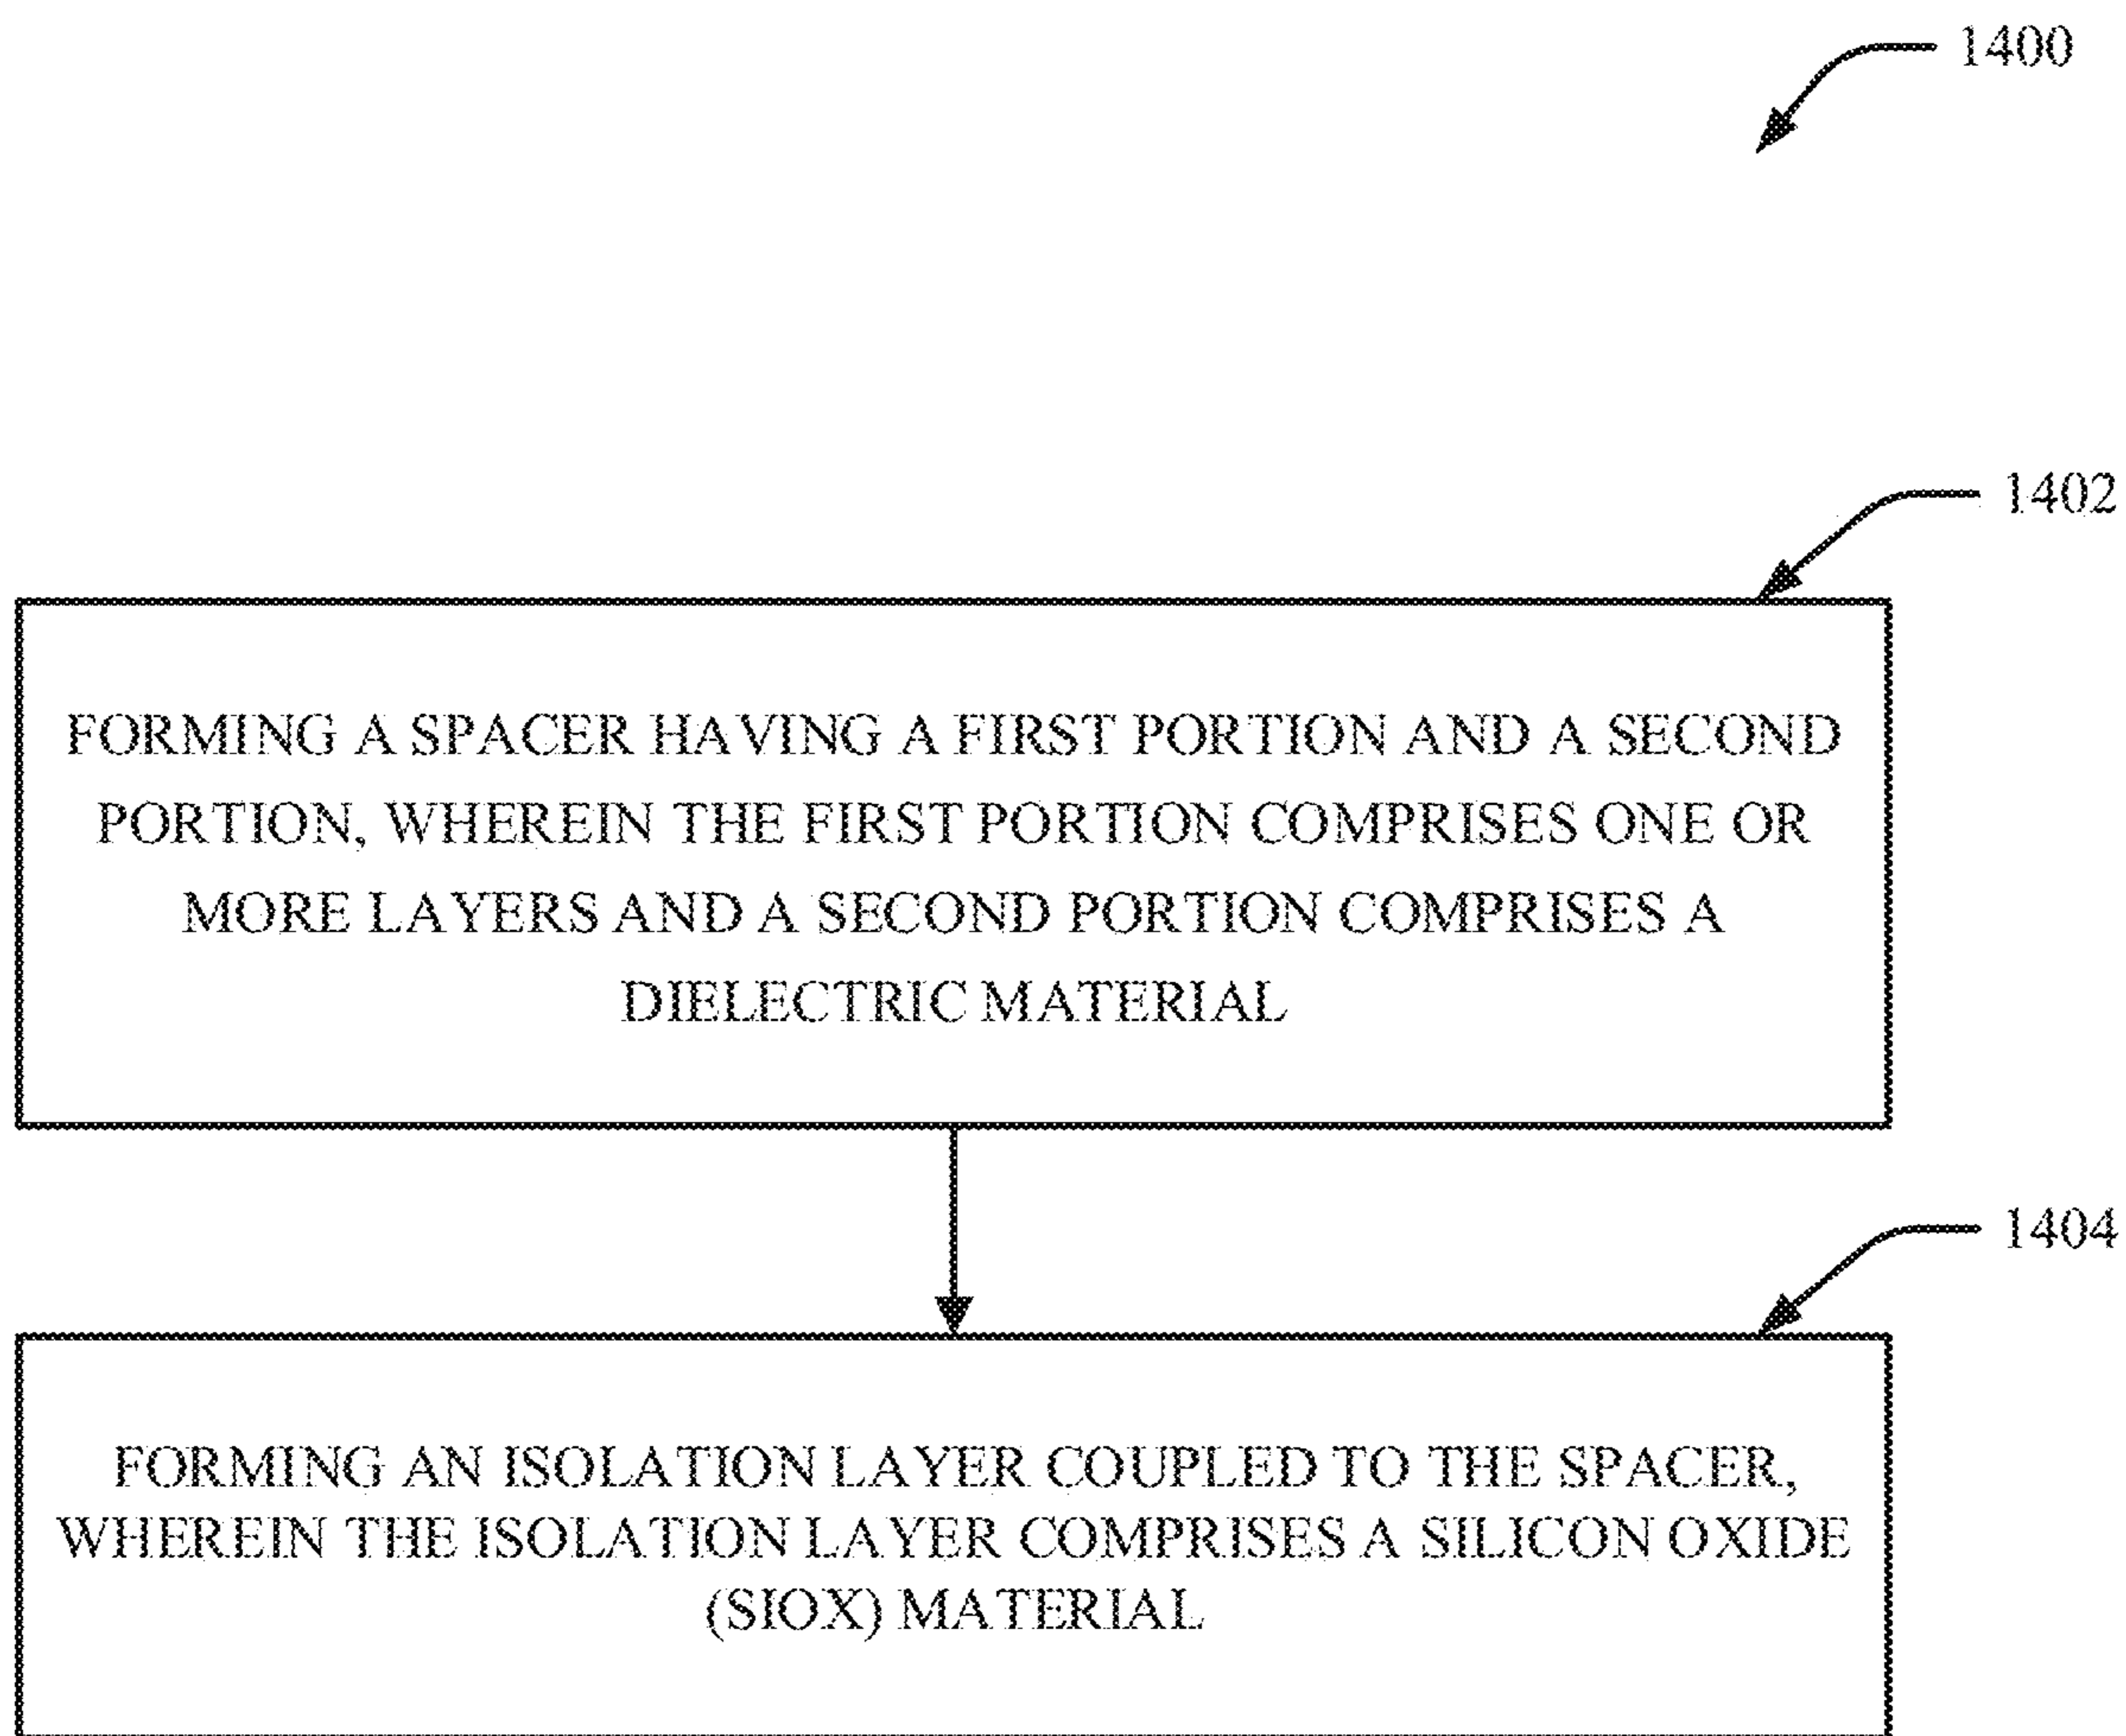 1400
1402
FORMING A SPACER HAVING A FIRST PORTION AND A SECOND
PORTION, WHEREIN THE FIRST PORTION COMPRISES ONE OR
MORE LAYERS AND A SECOND PORTION COMPRISES A
DIELECTRIC MATERIAL
1404
FORMING AN ISOLATION LAYER COUPLED TO THE SPACER,
WHEREIN THE ISOLATION LAYER COMPRISES A SILICON OXIDE
(SIOX) MATERIAL